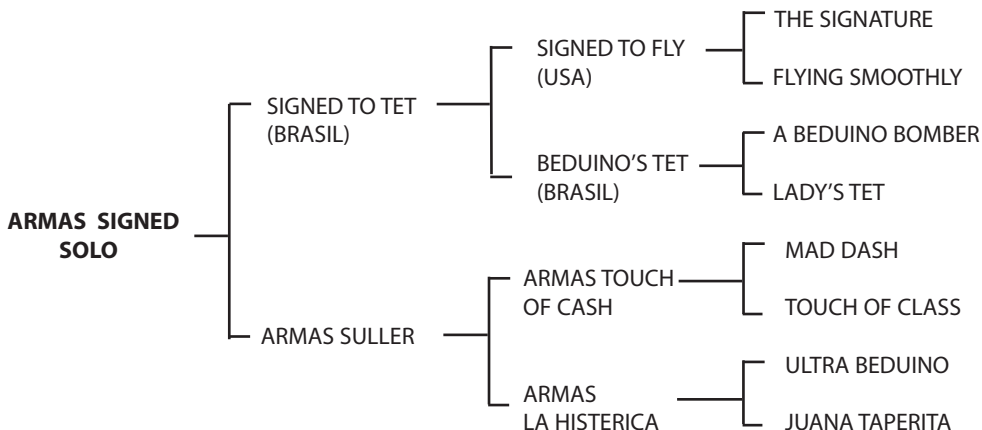 ARMAS SIGNED
SOLO
SIGNED TO TET
(BRASIL)
ARMAS SULLER
SIGNED TO FLY
(USA)
BEDUINO'S TET
(BRASIL)
ARMAS TOUCH
OF CASH
ARMAS
LA HISTERICA
THE SIGNATURE
FLYING SMOOTHLY
A BEDUINO BOMBER
LADY'S TET
MAD DASH
TOUCH OF CLASS
ULTRA BEDUINO
JUANA TAPERITA